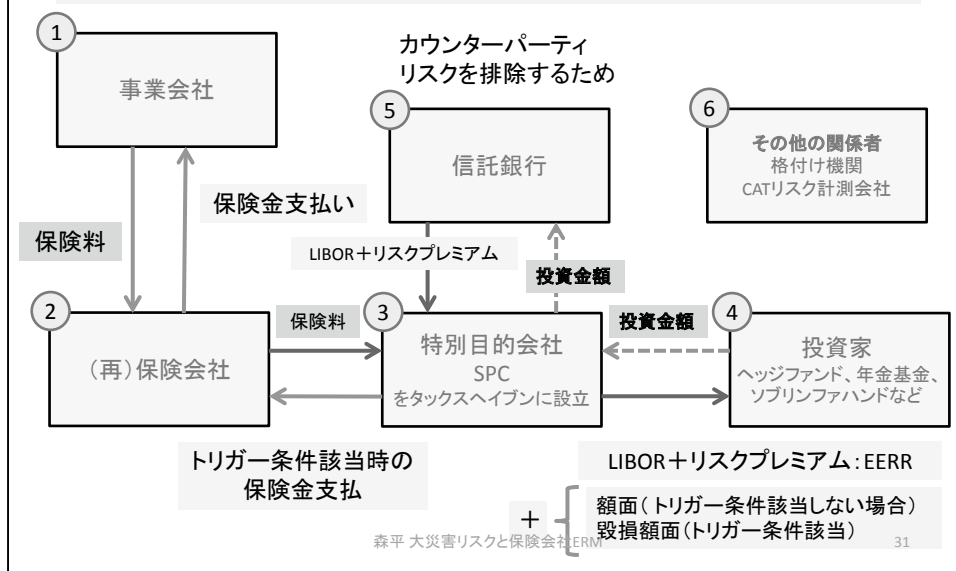 1
事業会社
カウンターパーティ
リスクを排除するため
5
信託銀行
6
その他の関係者
格付け機関
CATリスク計測会社
保険金支払い
保険料
LIBOR＋リスクプレミアム
投資金額
2
(再)保険会社
保険料
3
特別目的会社
SPC
をタックスヘイブンに設立
投資金額
4
投資家
ヘッジファンド、年金基金、
ソブリンファハンドなど
トリガー条件該当時の
保険金支払
LIBOR＋リスクプレミアム：EERR
＋
額面（トリガー条件該当しない場合）
毀損額面（トリガー条件該当）
森平 大災害リスクと保険会社ERM
31